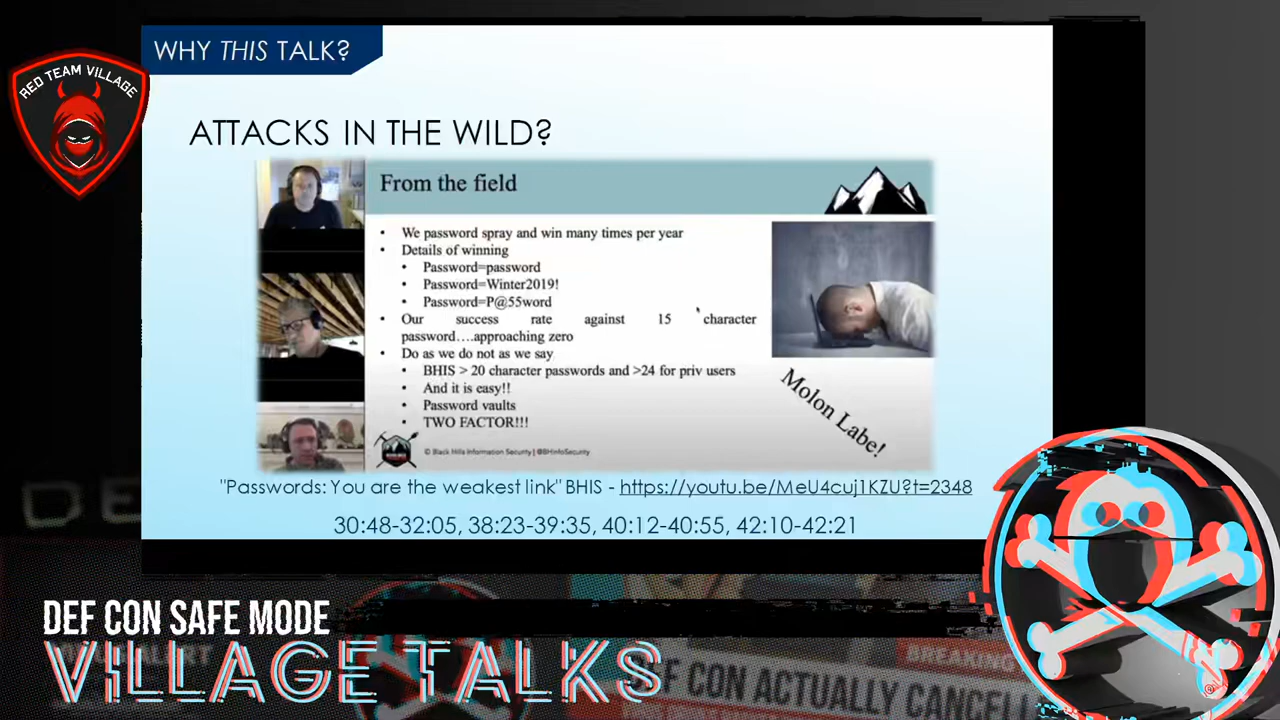 WHY THIS TALK?
RED TEAM VILLAGE
ATTACKS IN THE WILD?
From the field
• We password spray and win many times per year
• Details of winning
• Password=password
• Password=Winter2019!
• Password=P@55word
• Our success rate against 15 character
password….approaching zero
• Do as we do not as we say
• BHIS > 20 character passwords and >24 for priv users
• And it is easy!!
• Password vaults
• TWO FACTOR!!!
Molon Labe!
© Black Hills Information Security | @BHInfoSecurity
"Passwords: You are the weakest link" BHIS - https://youtu.be/MeU4cuj1KZU?t=2348
30:48-32:05, 38:23-39:35, 40:12-40:55, 42:10-42:21
DEF CON SAFE MODE
VILLAGE TALKS
BREAKING
DEF CON ACTUALLY CANCELL